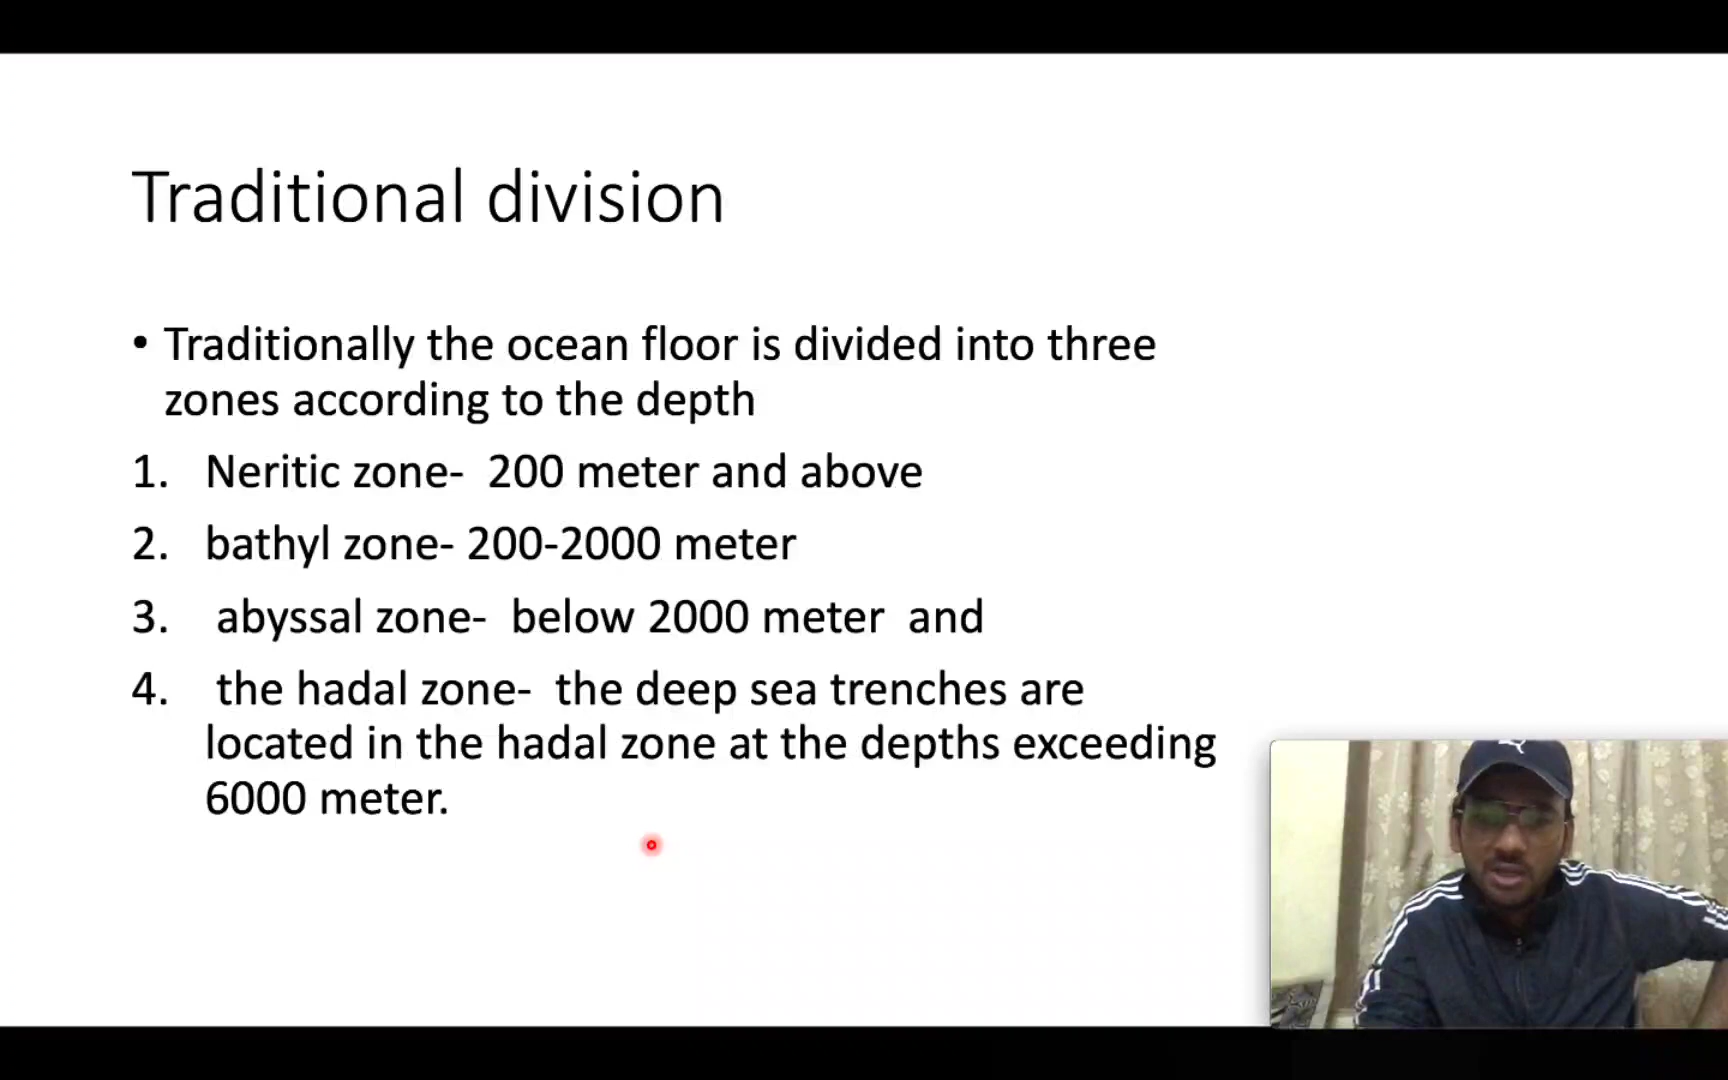 Traditional division
• Traditionally the ocean floor is divided into three
zones according to the depth
1. Neritic zone- 200 meter and above
2. bathyl zone- 200-2000 meter
3. abyssal zone- below 2000 meter and
4. the hadal zone- the deep sea trenches are
located in the hadal zone at the depths exceeding
6000 meter.